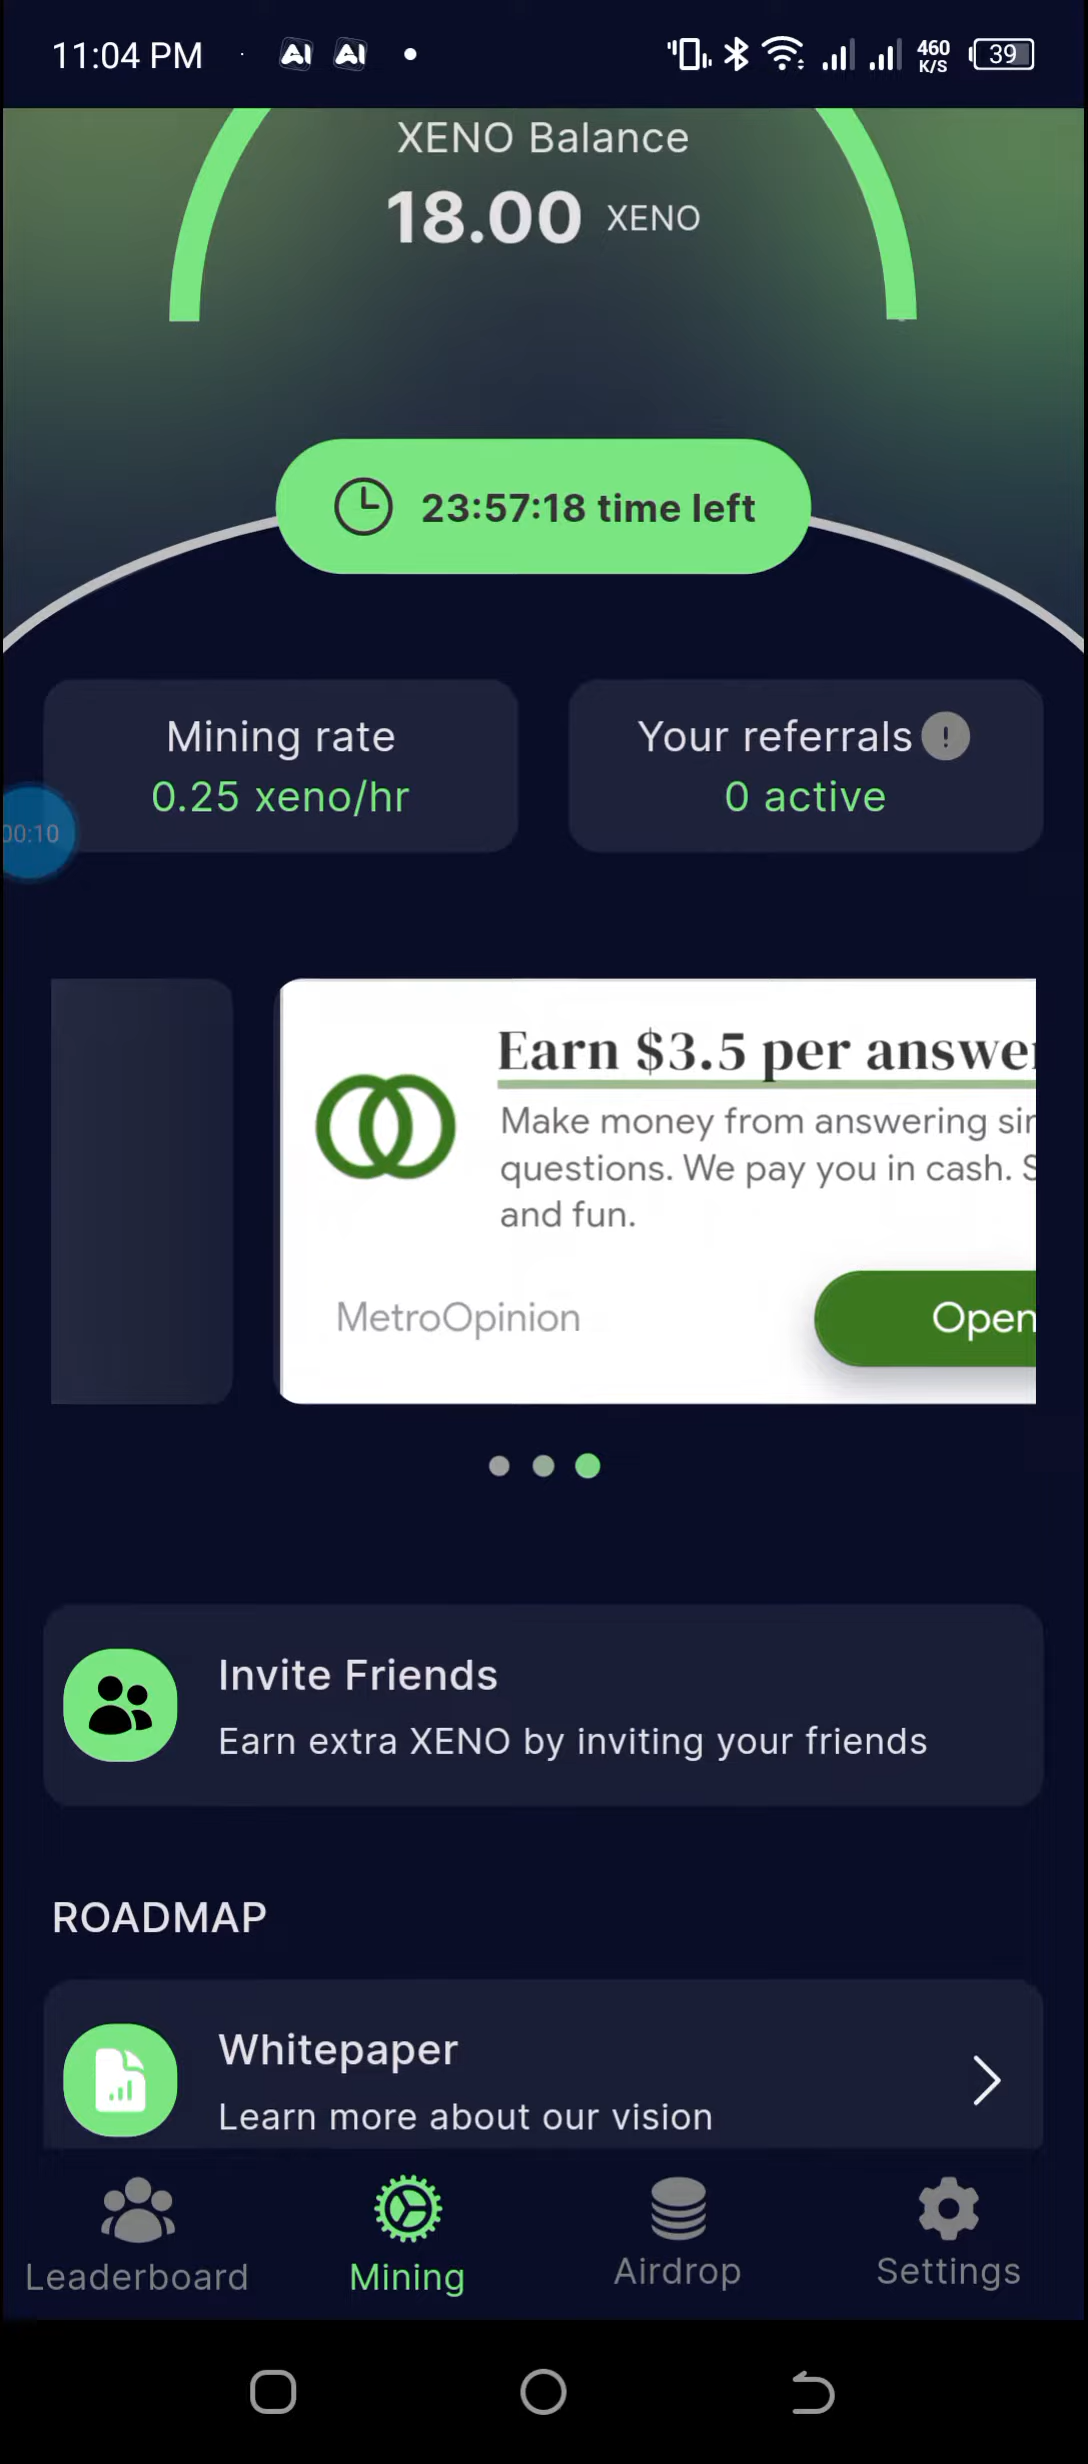 11:04 PM
460
K/S
39
XENO Balance
18.00 XENO
23:57:18 time left
Mining rate
0.25 xeno/hr
Your referrals
0 active
00:10
Earn $3.5 per answer
Make money from answering
questions. We pay you in cash.
and fun.
MetroOpinion
Open
Invite Friends
Earn extra XENO by inviting your friends
ROADMAP
Whitepaper
Learn more about our vision
Leaderboard
Mining
Airdrop
Settings